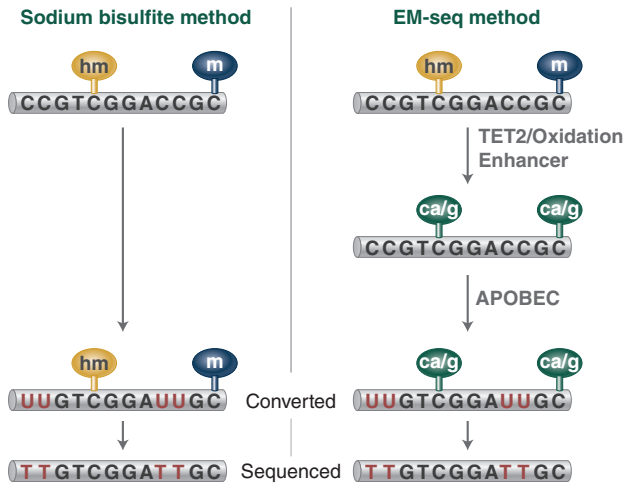 Sodium bisulfite method
EM-seq method
hm
m
hm
m
CCGTCGGACCGC
CCGTCGGACCGC
TET2/Oxidation
Enhancer
ca/g
ca/g
CCGTCGGACCGC
APOBEC
hm
m
ca/g
ca/g
UUGTCGGAUUGC
Converted
UUGTCGGAUUGC
TTGTCGGATTGC
Sequenced
TTGTCGGATTGC